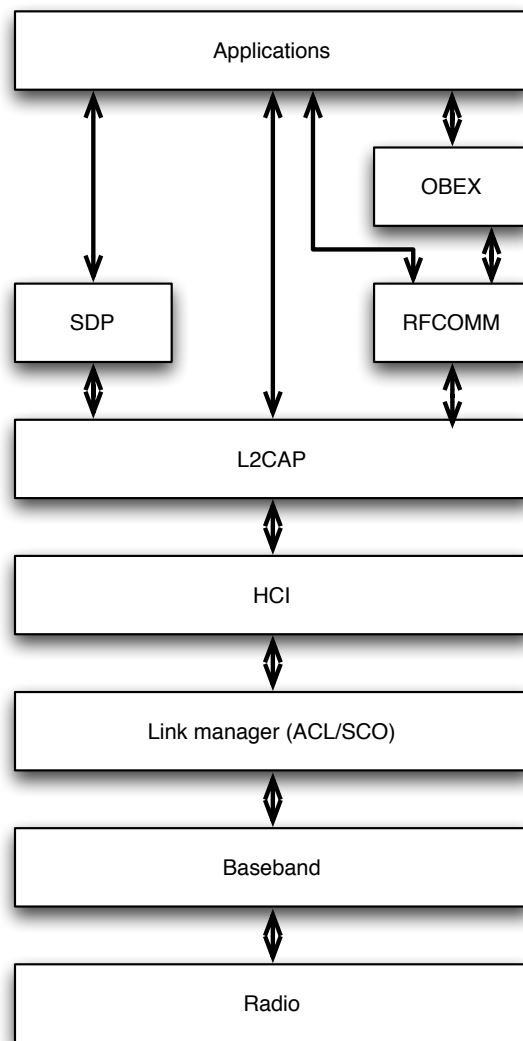 Applications
OBEX
SDP
RFCOMM
L2CAP
HCI
Link manager (ACL/SCO)
Baseband
Radio